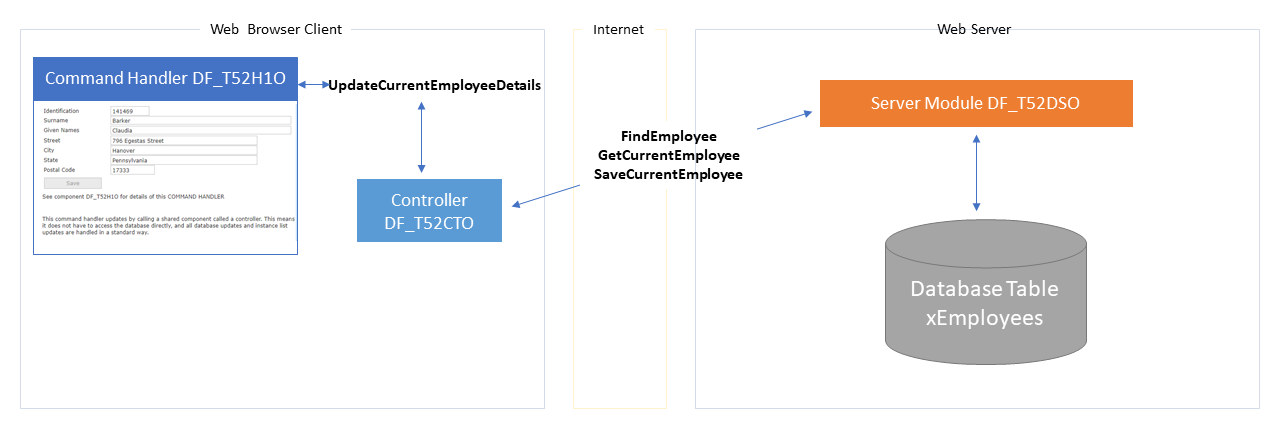 Web Browser Client
Internet
Web Server
Command Handler DF_T52H1O
UpdateCurrentEmployeeDetails
Identification 141469
Surname Barker
Given Names Claudia
Street 796 Egestas Street
City Hanover
State Pennsylvania
Postal Code 17333
Save
See component DF_T52H1O for details of this COMMAND HANDLER
This command handler updates by calling a shared component called a controller. This means
it does not have to access the database directly, and all database updates and instance list
updates are handled in a standard way.
Controller
DF_T52CTO
FindEmployee
GetCurrentEmployee
SaveCurrentEmployee
Server Module DF_T52DSO
Database Table
xEmployees